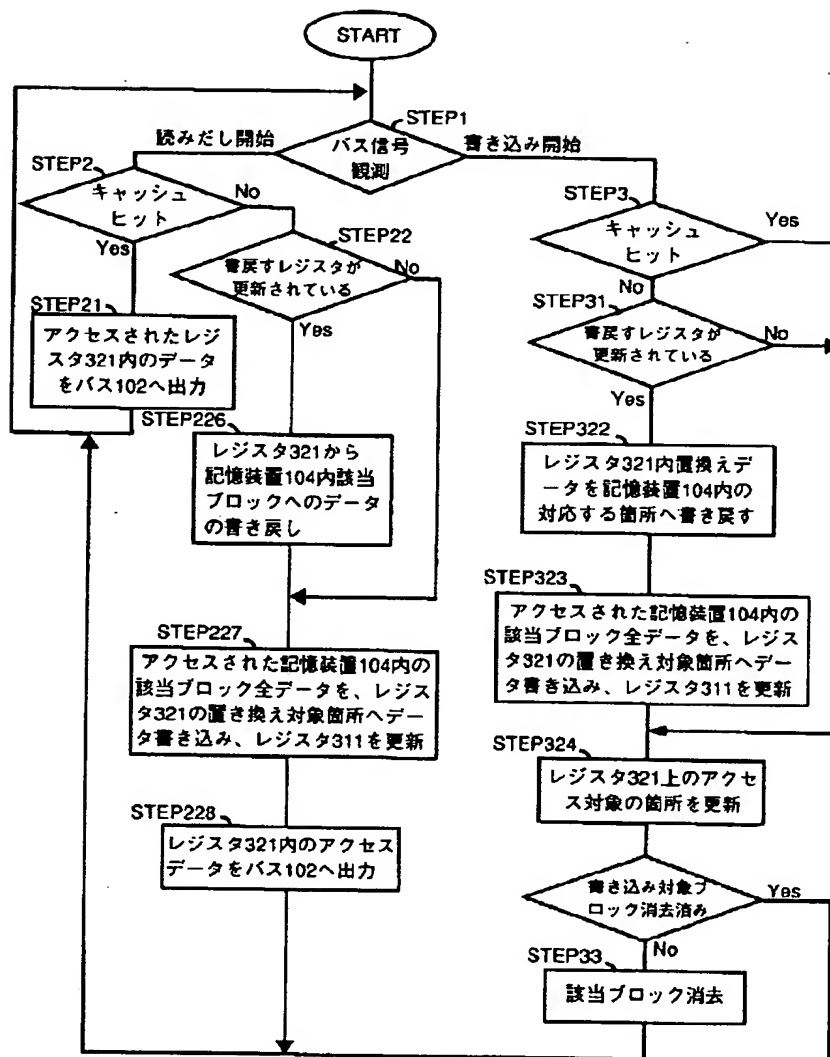 START
STEP1
バス信号
観測
読みだし開始
書き込み開始
STEP2
キャッシュ
ヒット
No
Yes
STEP3
キャッシュ
ヒット
Yes
No
STEP22
書戻すレジスタが
更新されている
No
Yes
STEP31
書戻すレジスタが
更新されている
No
Yes
STEP21
アクセスされたレジ
スタ321内のデータ
をバス102へ出力
STEP226
レジスタ321から
記憶装置104内該当
ブロックへのデータ
の書き戻し
STEP322
レジスタ321内置換えデ
ータを記憶装置104内の
対応する箇所へ書き戻す
STEP227
アクセスされた記憶装置104内の
該当ブロック全データを、レジス
タ321の置き換え対象箇所へデー
タ書き込み、レジスタ311を更新
STEP323
アクセスされた記憶装置104内の
該当ブロック全データを、レジス
タ321の置き換え対象箇所へデー
タ書き込み、レジスタ311を更新
STEP228
レジスタ321内のアクセス
データをバス102へ出力
STEP324
レジスタ321上のアクセ
ス対象の箇所を更新
書き込み対象ブ
ロック消去済み
Yes
No
STEP33
該当ブロック消去